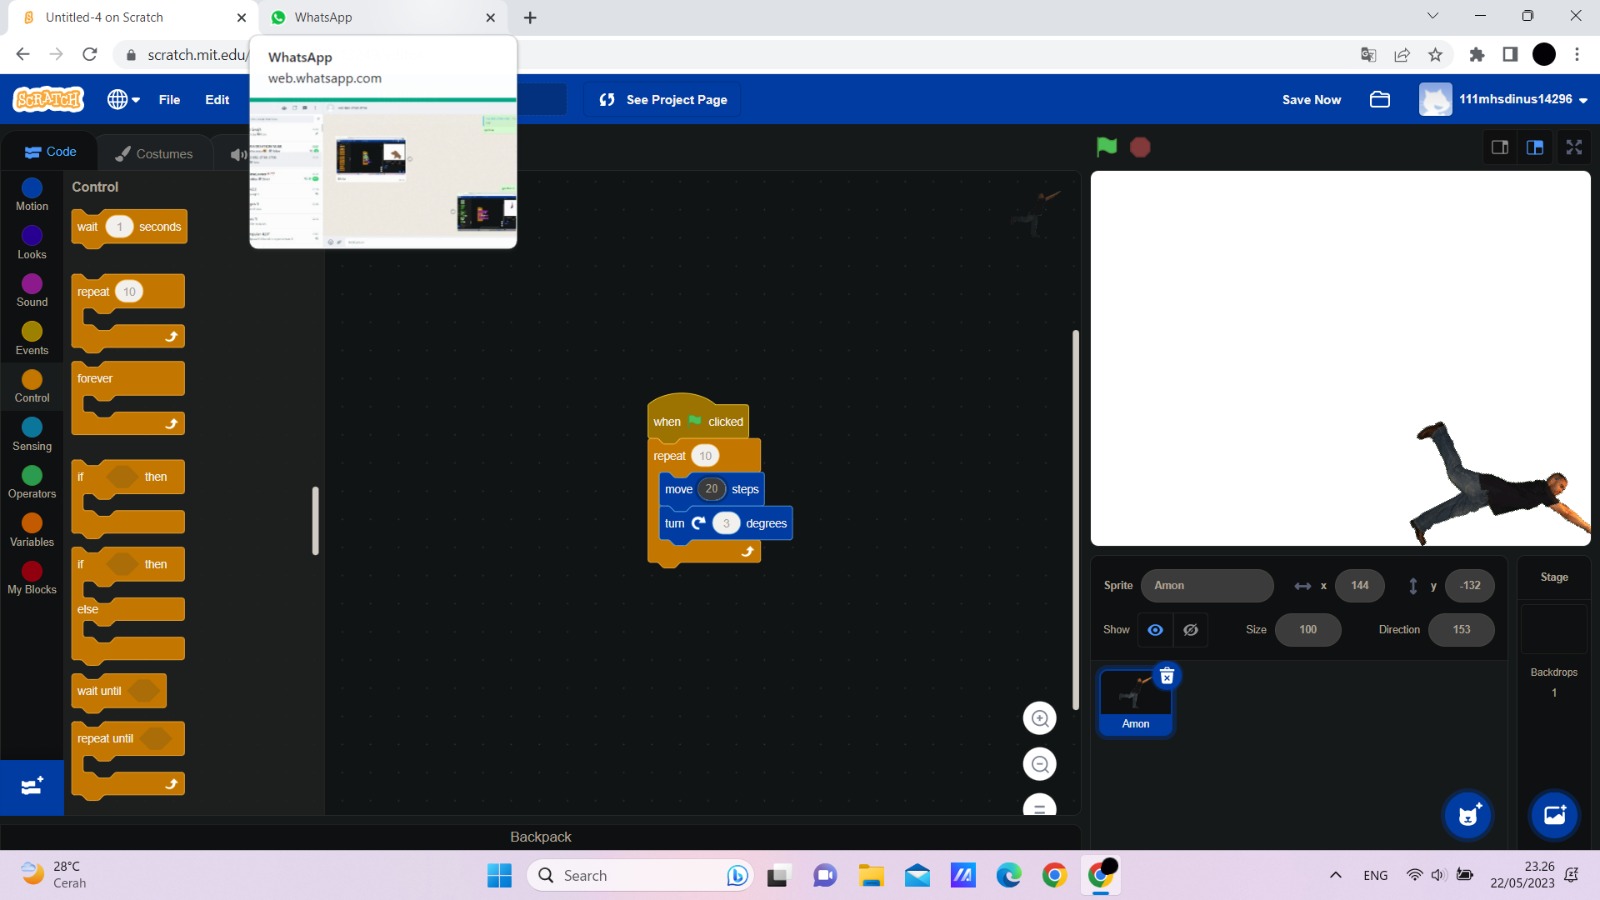 Untitled-4 on Scratch
WhatsApp
scratch.mit.edu/
WhatsApp
web.whatsapp.com
SCRATCH
File
Edit
See Project Page
Save Now
111mhsdinus14296
Code
Costumes
Motion
Looks
Sound
Events
Control
Sensing
Operators
Variables
My Blocks
Control
wait 1 seconds
repeat 10
forever
if then
if then
else
wait until
repeat until
when clicked
repeat 10
move 20 steps
turn 3 degrees
Sprite Amon x 144 y -132
Show Size 100 Direction 153
Amon
Stage
Backdrops
1
Backpack
28°C
Cerah
Search
ENG
23.26
22/05/2023